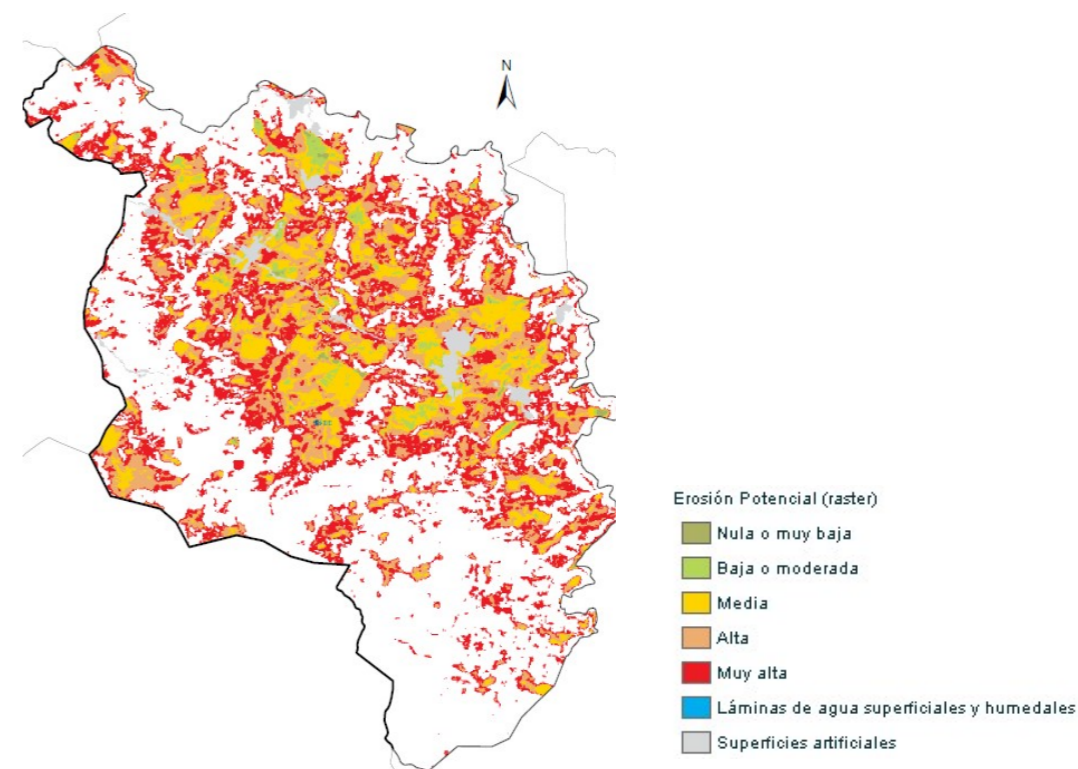 N
Erosión Potencial (raster)
Nula o muy baja
Baja o moderada
Media
Alta
Muy alta
Láminas de agua superficiales y humedales
Superficies artificiales